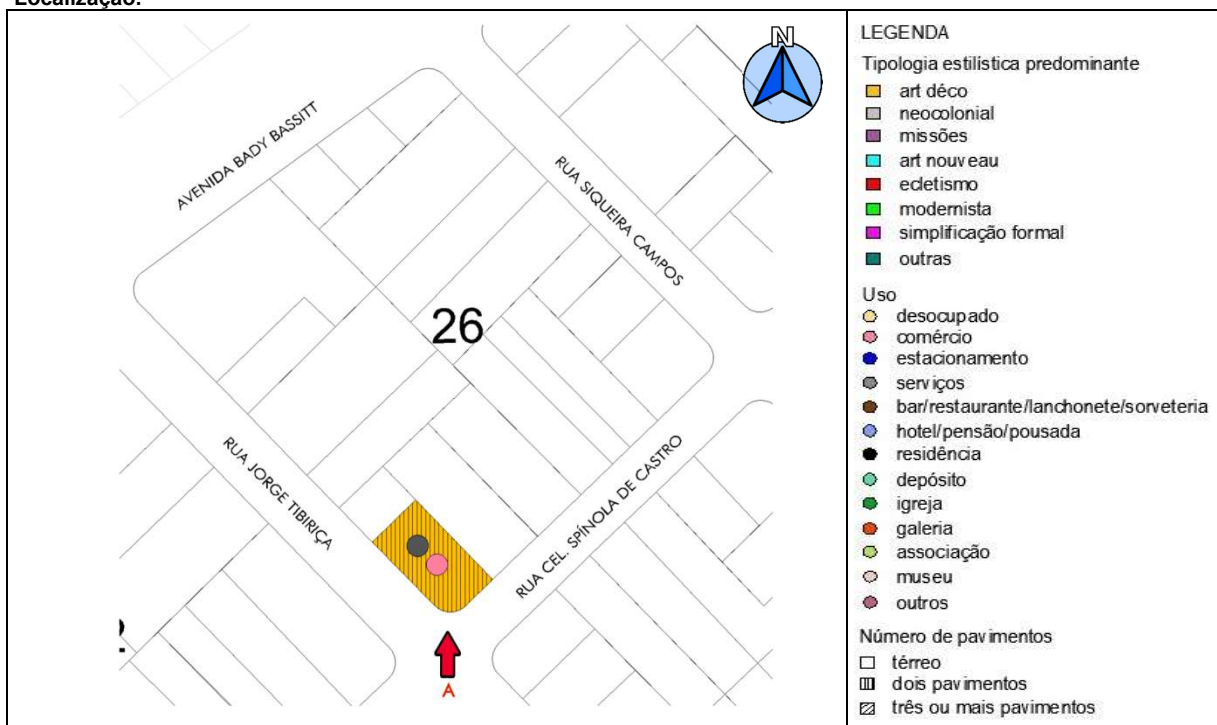 Localização:
N
AVENIDA BADY BASSITT
RUA SIQUEIRA CAMPOS
26
RUA JORGE TIBIRIÇA
RUA CEL. SPÍNOLA DE CASTRO
A
LEGENDA
Tipologia estilística predominante
art déco
neocolonial
missões
art nouveau
ecletismo
modernista
simplificação formal
outras
Uso
desocupado
comércio
estacionamento
serviços
bar/restaurante/lanchonete/sorveteria
hotel/pensão/pousada
residência
depósito
igreja
galeria
associação
museu
outros
Número de pavimentos
térreo
dois pavimentos
três ou mais pavimentos